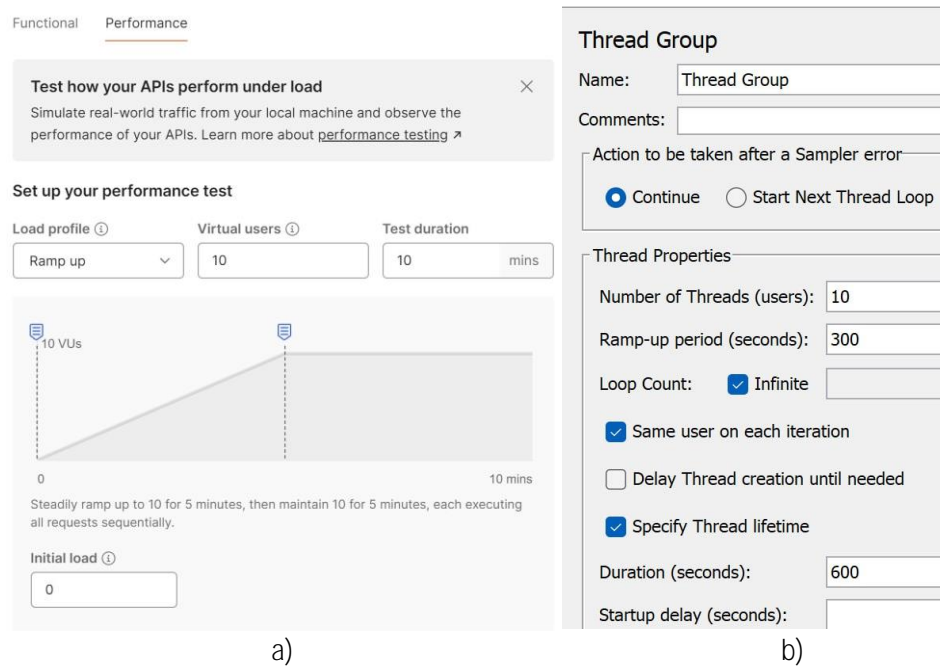 Functional Performance
Test how your APIs perform under load
Simulate real-world traffic from your local machine and observe the
performance of your APIs. Learn more about performance testing ↗
Set up your performance test
Load profile Virtual users Test duration
Ramp up 10 10 mins
10 VUs
0 10 mins
Steadily ramp up to 10 for 5 minutes, then maintain 10 for 5 minutes, each executing
all requests sequentially.
Initial load
0
a)
Thread Group
Name: Thread Group
Comments:
Action to be taken after a Sampler error
Continue Start Next Thread Loop
Thread Properties
Number of Threads (users): 10
Ramp-up period (seconds): 300
Loop Count: Infinite
Same user on each iteration
Delay Thread creation until needed
Specify Thread lifetime
Duration (seconds): 600
Startup delay (seconds):
b)